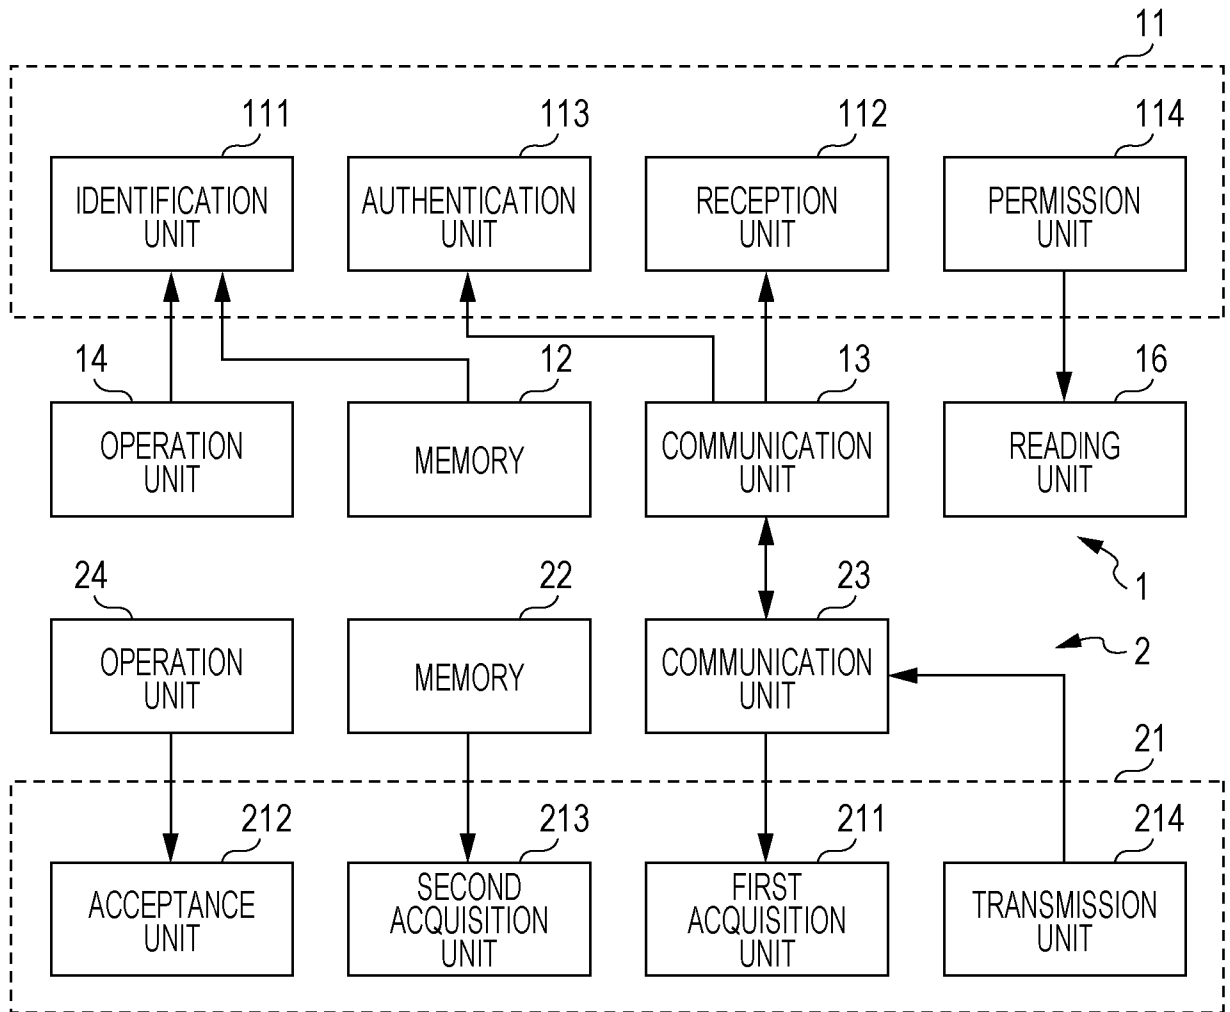 11
111
113
112
114
IDENTIFICATION
UNIT
AUTHENTICATION
UNIT
RECEPTION
UNIT
PERMISSION
UNIT
14
12
13
16
OPERATION
UNIT
MEMORY
COMMUNICATION
UNIT
READING
UNIT
1
24
22
23
2
OPERATION
UNIT
MEMORY
COMMUNICATION
UNIT
21
212
213
211
214
ACCEPTANCE
UNIT
SECOND
ACQUISITION
UNIT
FIRST
ACQUISITION
UNIT
TRANSMISSION
UNIT